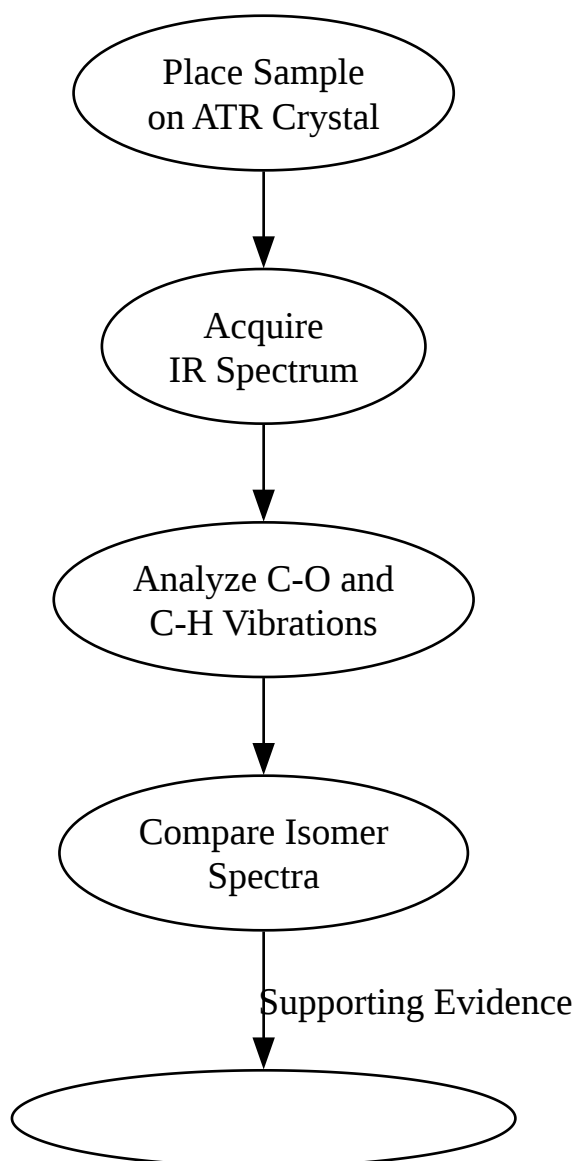 Place Sample
on ATR Crystal
Acquire
IR Spectrum
Analyze C-O and
C-H Vibrations
Compare Isomer
Spectra
Supporting Evidence